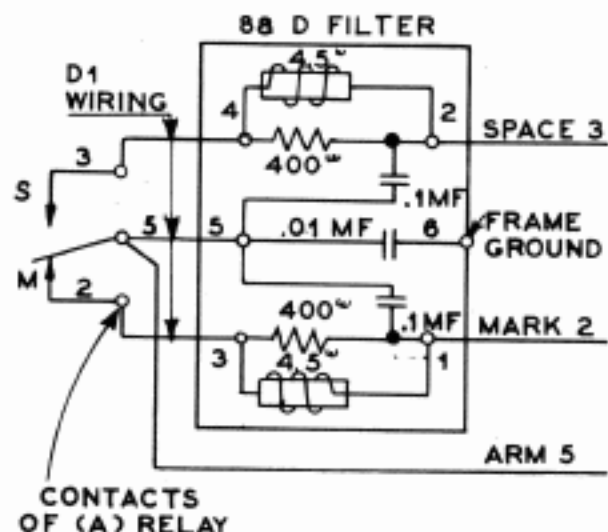 88 D FILTER
4,5ω
D1
WIRING
4
2
SPACE 3
400ω
3
S
.1MF
5
5
.01 MF
6
FRAME
GROUND
M
2
400ω
.1MF
MARK 2
3
4,5ω
1
ARM 5
CONTACTS
OF (A) RELAY